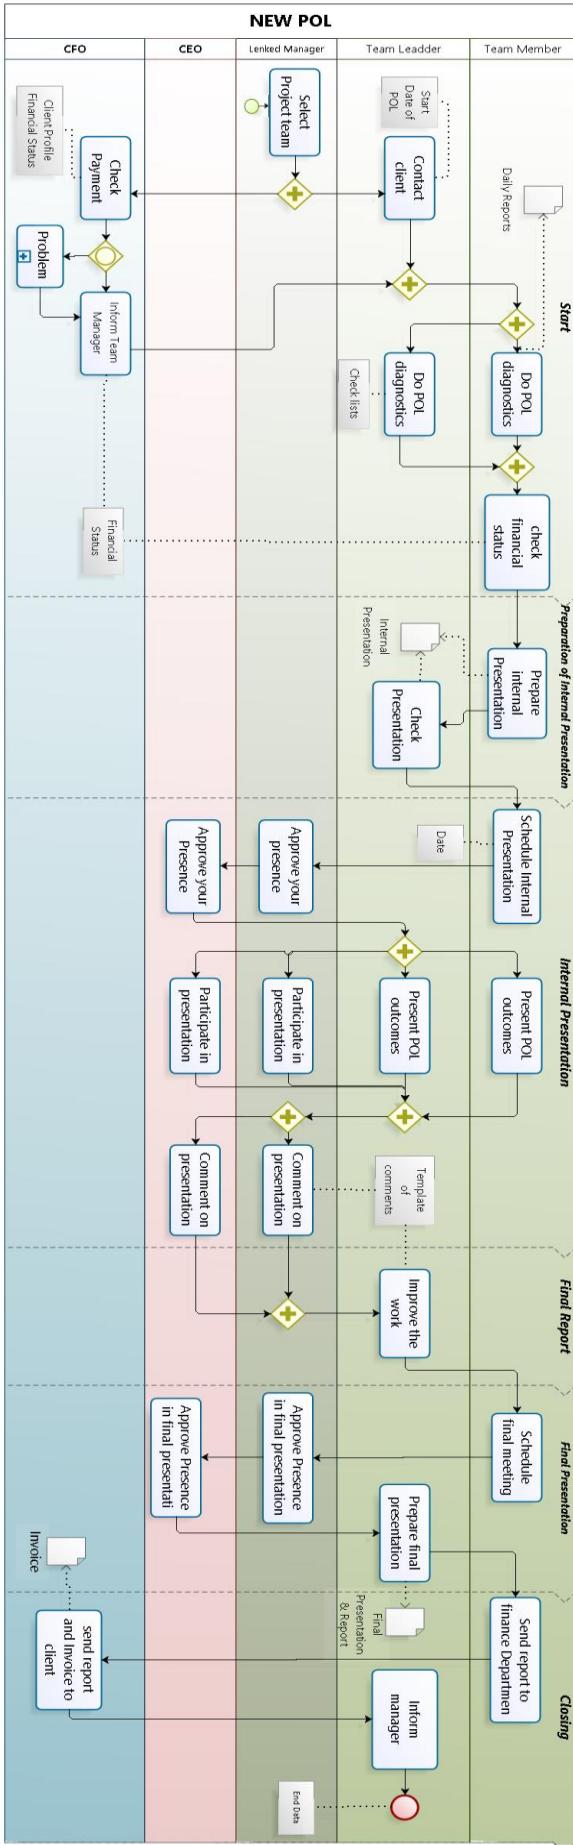 NEW POL
CFO
CEO
Lenked Manager
Team Leadder
Team Member
Start
Select
Project team
Start
Date of
POL
Contact
client
Client Profile
Financial Status
Check
Payment
Problem
Inform Team
Manager
Daily Reports
Do POL
diagnostics
Do POL
diagnostics
Check lists
check
financial
status
Financial
Status
Preparation of Internal Presentation
Prepare
internal
Presentation
Internal
Presentation
Check
Presentation
Internal Presentation
Schedule Internal
Presentation
Date
Approve your
presence
Approve your
Presence
Present POL
outcomes
Present POL
outcomes
Participate in
presentation
Participate in
presentation
Comment on
presentation
Comment on
presentation
Template
of
comments
Final Report
Improve the
work
Final Presentation
Schedule
final meeting
Approve Presence
in final presentation
Approve Presence
in final presentati
Prepare final
presentation
Final
Presentation
& Report
Closing
Send report to
finance Departmen
Invoice
send report
and Invoice to
client
Inform
manager
End Data